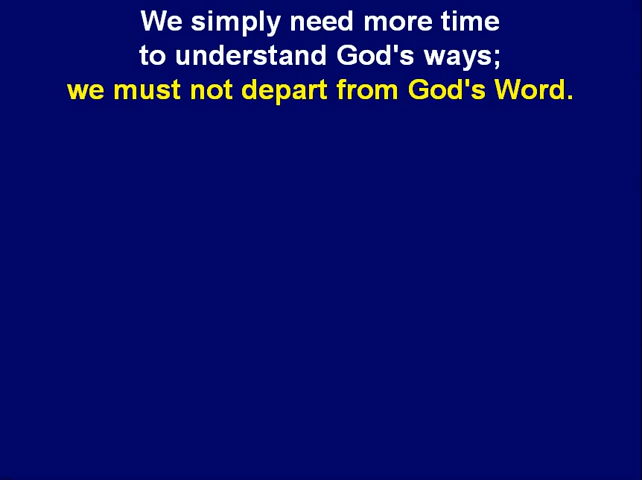 We simply need more time
to understand God's ways;
we must not depart from God's Word.